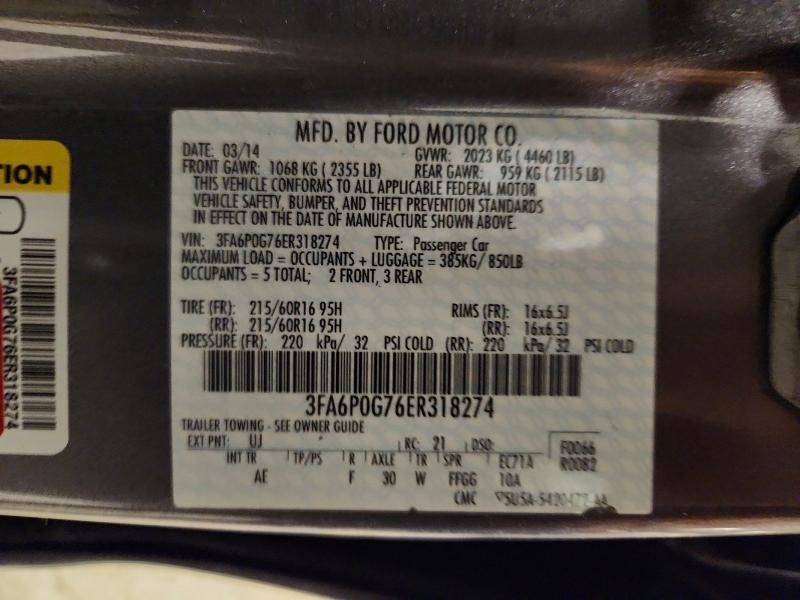 MFD. BY FORD MOTOR CO.
DATE: 03/14 GVWR: 2023 KG ( 4460 LB)
FRONT GAWR: 1068 KG ( 2355 LB) REAR GAWR: 959 KG ( 2115 LB)
THIS VEHICLE CONFORMS TO ALL APPLICABLE FEDERAL MOTOR
VEHICLE SAFETY, BUMPER, AND THEFT PREVENTION STANDARDS
IN EFFECT ON THE DATE OF MANUFACTURE SHOWN ABOVE.
VIN: 3FA6P0G76ER318274 TYPE: Passenger Car
MAXIMUM LOAD = OCCUPANTS + LUGGAGE = 385KG/ 850LB
OCCUPANTS = 5 TOTAL; 2 FRONT, 3 REAR
TIRE (FR): 215/60R16 95H RIMS (FR): 16x6.5J
(RR): 215/60R16 95H (RR): 16x6.5J
PRESSURE (FR): 220 kPa/ 32 PSI COLD (RR): 220 kPa/ 32 PSI COLD
3FA6P0G76ER318274
TRAILER TOWING - SEE OWNER GUIDE
EXT PNT: UJ RC: 21 DSO: F0066
INT TR TP/PS R AXLE TR SPR EC71A R0082
AE F 30 W FFGG 10A
CMC
TION
3FA6P0G76ER318274